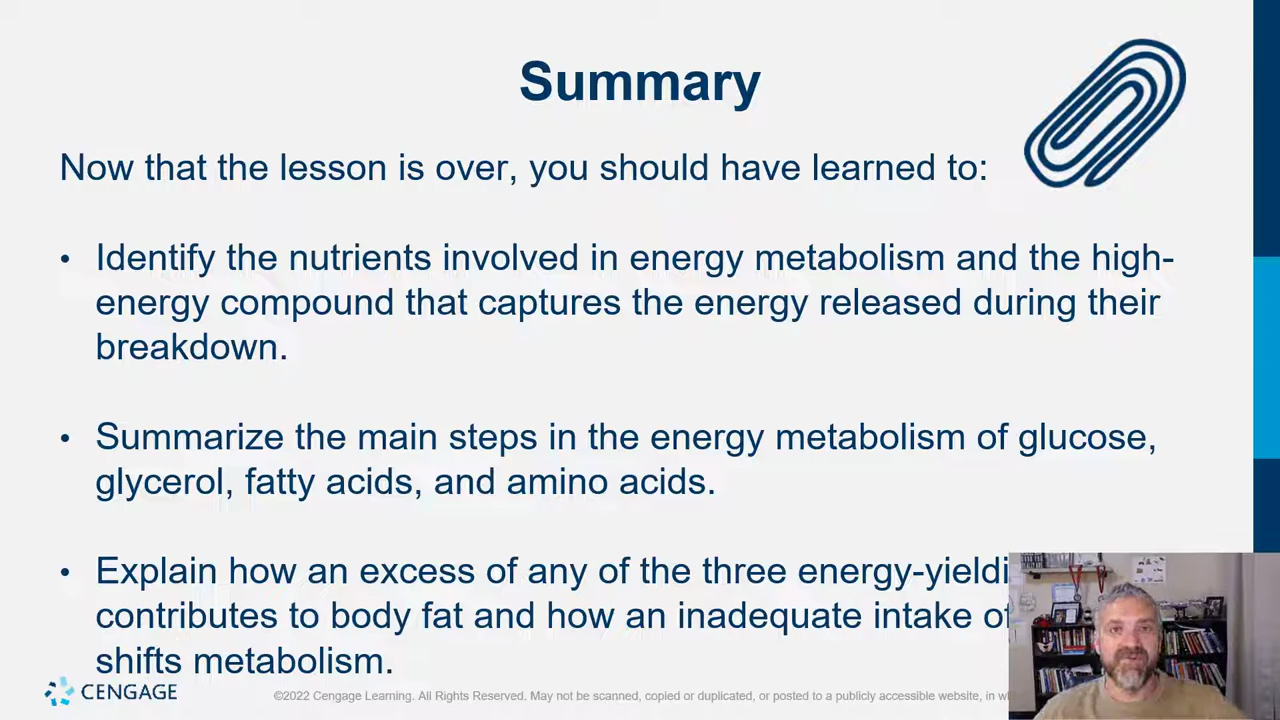 Summary
Now that the lesson is over, you should have learned to:
• Identify the nutrients involved in energy metabolism and the high-
energy compound that captures the energy released during their
breakdown.
• Summarize the main steps in the energy metabolism of glucose,
glycerol, fatty acids, and amino acids.
• Explain how an excess of any of the three energy-yieldi
contributes to body fat and how an inadequate intake of
shifts metabolism.
CENGAGE
©2022 Cengage Learning. All Rights Reserved. May not be scanned, copied or duplicated, or posted to a publicly accessible website, in